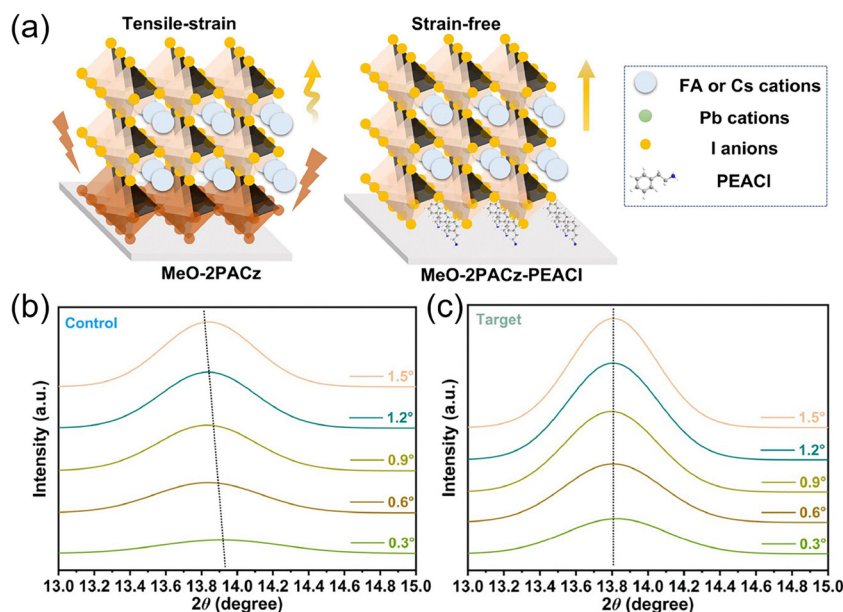 (a)
Tensile-strain
Strain-free
FA or Cs cations
Pb cations
I anions
PEACl
MeO-2PACz
MeO-2PACz-PEACl
(b)
Control
1.5°
1.2°
0.9°
0.6°
0.3°
Intensity (a.u.)
13.0 13.2 13.4 13.6 13.8 14.0 14.2 14.4 14.6 14.8 15.0
2θ (degree)
(c)
Target
1.5°
1.2°
0.9°
0.6°
0.3°
Intensity (a.u.)
13.0 13.2 13.4 13.6 13.8 14.0 14.2 14.4 14.6 14.8 15.0
2θ (degree)